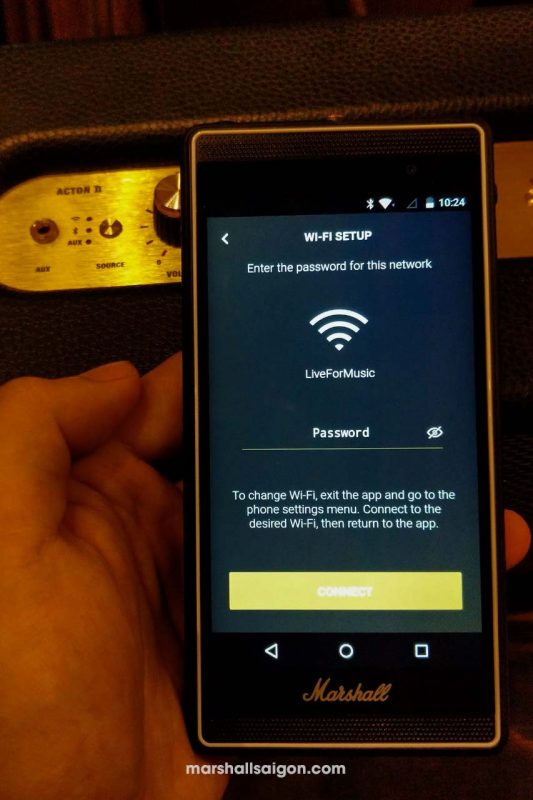 ACTON II
AUX
AUX
SOURCE
VOL
10:24
WI-FI SETUP
Enter the password for this network
LiveForMusic
Password
To change Wi-Fi, exit the app and go to the
phone settings menu. Connect to the
desired Wi-Fi, then return to the app.
CONNECT
Marshall
marshallsaigon.com